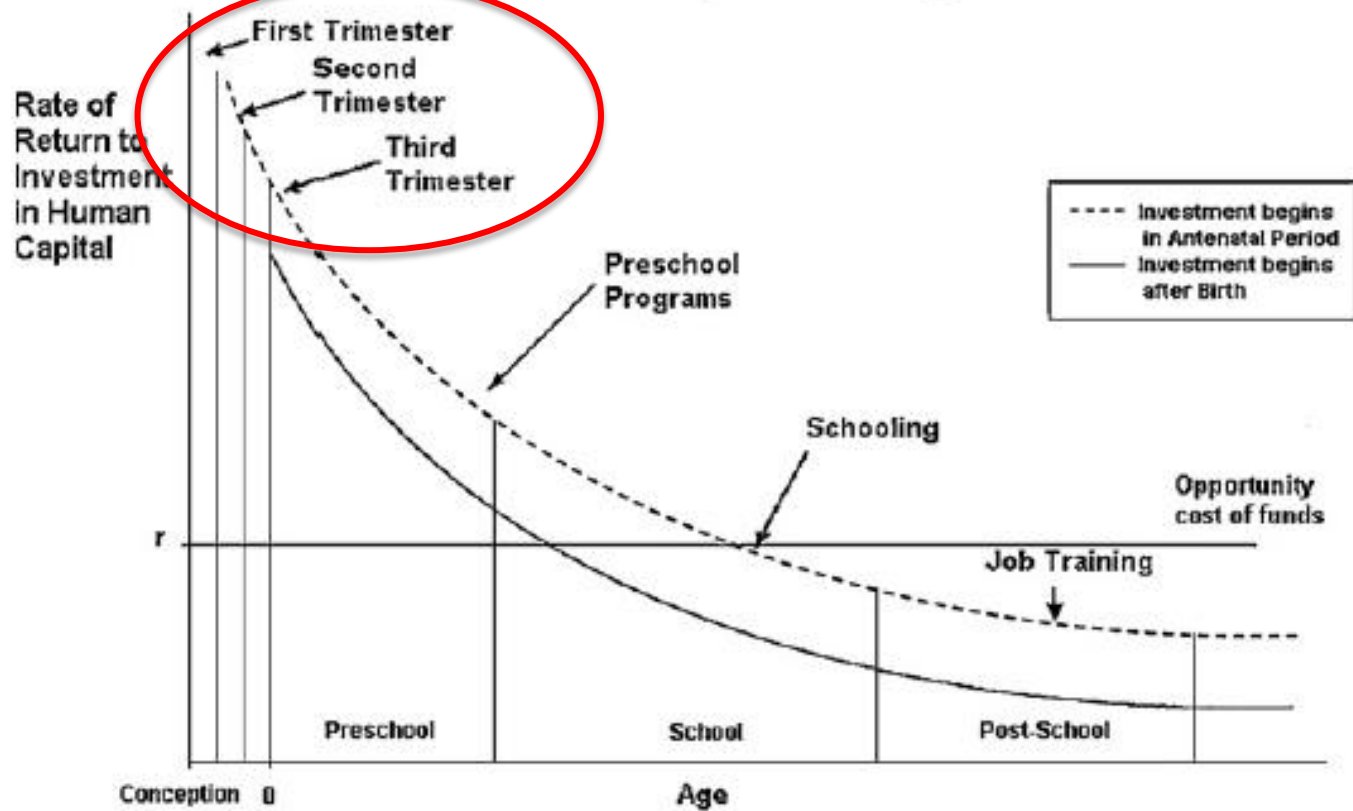 First Trimester
Second
Trimester
Third
Trimester
Rate of
Return to
Investment
in Human
Capital
Investment begins
in Antenatal Period
Investment begins
after Birth
Preschool
Programs
Schooling
Opportunity
cost of funds
r
Job Training
Preschool
School
Post-School
Conception 0
Age